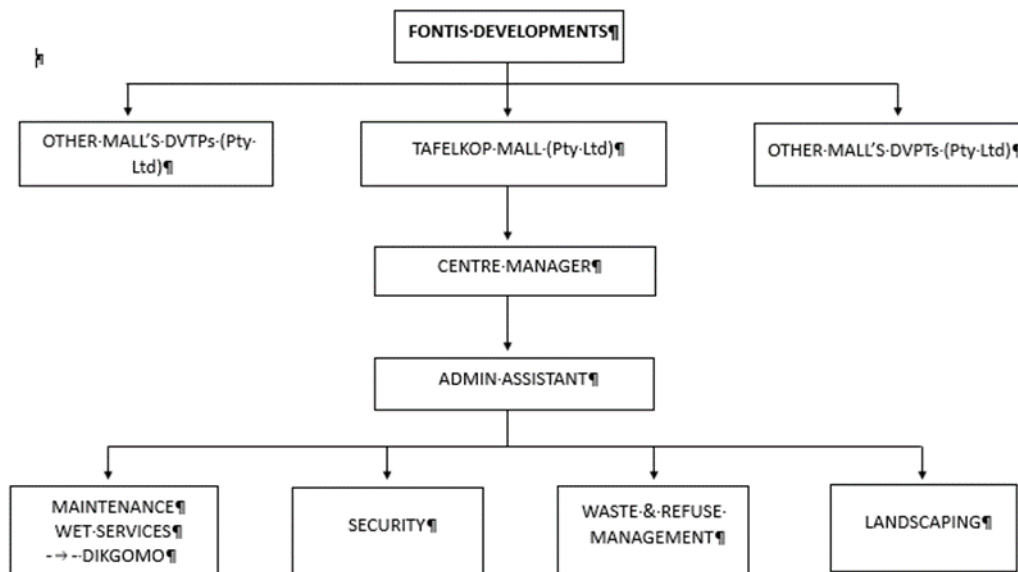 FONTIS·DEVELOPMENTS¶
¶
OTHER·MALL'S·DVTPs·(Pty·
Ltd)¶
TAFELKOP·MALL·(Pty·Ltd)¶
OTHER·MALL'S·DVPTs·(Pty·Ltd)¶
CENTRE·MANAGER¶
ADMIN·ASSISTANT¶
MAINTENANCE¶
WET·SERVICES¶
-→-·DIKGOMO¶
SECURITY¶
WASTE·&·REFUSE·
MANAGEMENT¶
LANDSCAPING¶